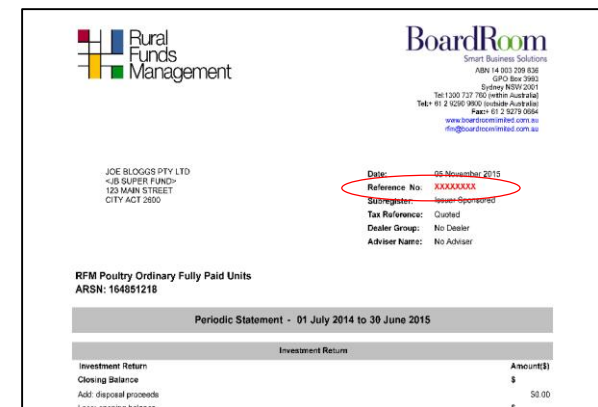 Rural
Funds
Management
BoardRoom
Smart Business Solutions
ABN 14 003 209 836
GPO Box 3993
Sydney NSW 2001
Tel:1300 737 760 (within Australia)
Tel:+ 61 2 9290 9600 (outside Australia)
Fax:+ 61 2 9279 0664
www.boardroomlimited.com.au
rfm@boardroomlimited.com.au
JOE BLOGGS PTY LTD
<JB SUPER FUND>
123 MAIN STREET
CITY ACT 2600
Date: 05 November 2015
Reference No: XXXXXXXX
Subregister: Issuer Sponsored
Tax Reference: Quoted
Dealer Group: No Dealer
Adviser Name: No Adviser
RFM Poultry Ordinary Fully Paid Units
ARSN: 164851218
Periodic Statement - 01 July 2014 to 30 June 2015
Investment Return
Investment Return Amount($)
Closing Balance $
Add: disposal proceeds $0.00